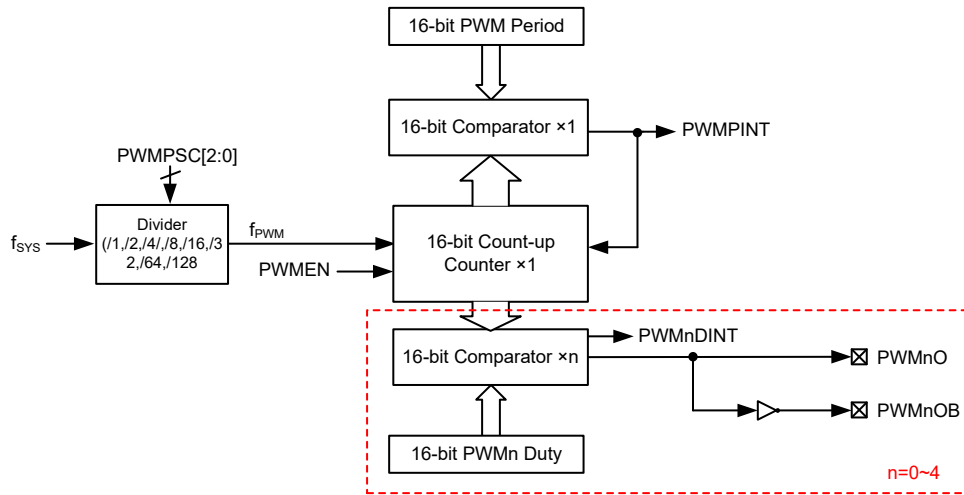 16-bit PWM Period
16-bit Comparator ×1
PWMPINT
PWMPSC[2:0]
Divider
(/1,/2,/4/,/8,/16,/3
2,/64,/128
fSYS
fPWM
PWMEN
16-bit Count-up
Counter ×1
16-bit Comparator ×n
PWMnDINT
PWMnO
PWMnOB
16-bit PWMn Duty
n=0~4